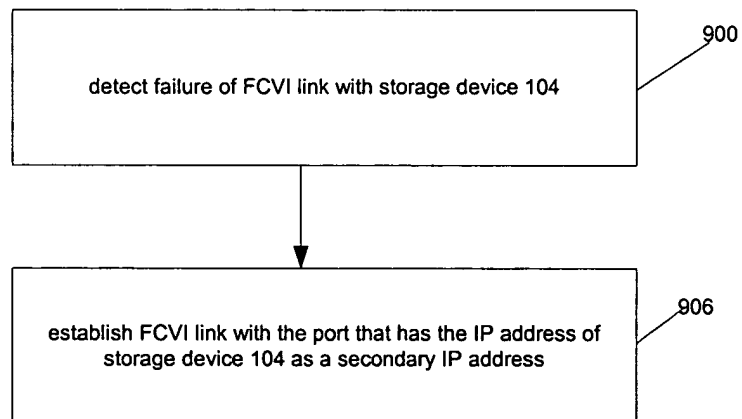 900
detect failure of FCVI link with storage device 104
906
establish FCVI link with the port that has the IP address of
storage device 104 as a secondary IP address